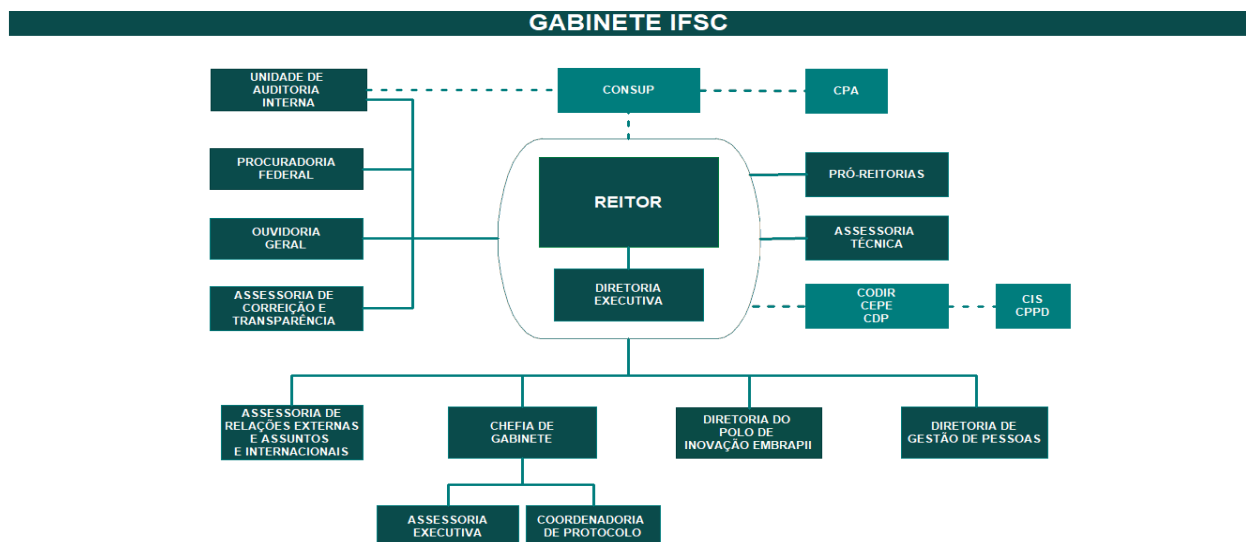 GABINETE IFSC
UNIDADE DE
AUDITORIA
INTERNA
CONSUP
CPA
PROCURADORIA
FEDERAL
REITOR
PRÓ-REITORIAS
OUVIDORIA
GERAL
ASSESSORIA
TÉCNICA
DIRETORIA
EXECUTIVA
ASSESSORIA DE
CORREIÇÃO E
TRANSPARÊNCIA
CODIR
CEPE
CDP
CIS
CPPD
ASSESSORIA DE
RELAÇÕES EXTERNAS
E ASSUNTOS
E INTERNACIONAIS
CHEFIA DE
GABINETE
DIRETORIA DO
POLO DE
INOVAÇÃO EMBRAPII
DIRETORIA DE
GESTÃO DE PESSOAS
ASSESSORIA
EXECUTIVA
COORDENADORIA
DE PROTOCOLO